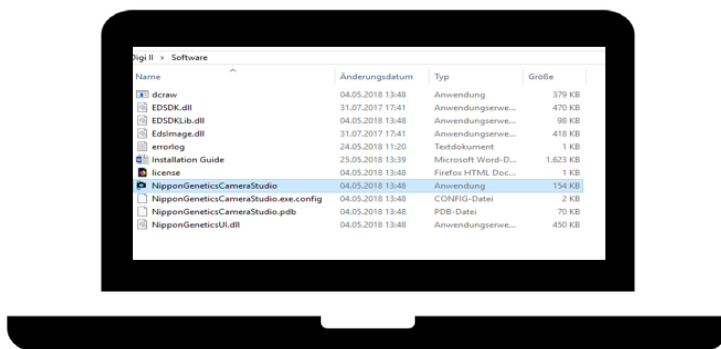 Digi II > Software
Name Änderungsdatum Typ Größe
dcraw 04.05.2018 13:48 Anwendung 379 KB
EDSDK.dll 31.07.2017 17:41 Anwendungserwe... 470 KB
EDSDKLib.dll 04.05.2018 13:48 Anwendungserwe... 98 KB
EdsImage.dll 31.07.2017 17:41 Anwendungserwe... 418 KB
errorlog 24.05.2018 11:20 Textdokument 1 KB
Installation Guide 25.05.2018 13:39 Microsoft Word-D... 1.623 KB
license 04.05.2018 13:48 Firefox HTML Doc... 1 KB
NipponGeneticsCameraStudio 04.05.2018 13:48 Anwendung 154 KB
NipponGeneticsCameraStudio.exe.config 04.05.2018 13:48 CONFIG-Datei 2 KB
NipponGeneticsCameraStudio.pdb 04.05.2018 13:48 PDB-Datei 70 KB
NipponGeneticsUI.dll 04.05.2018 13:48 Anwendungserwe... 450 KB